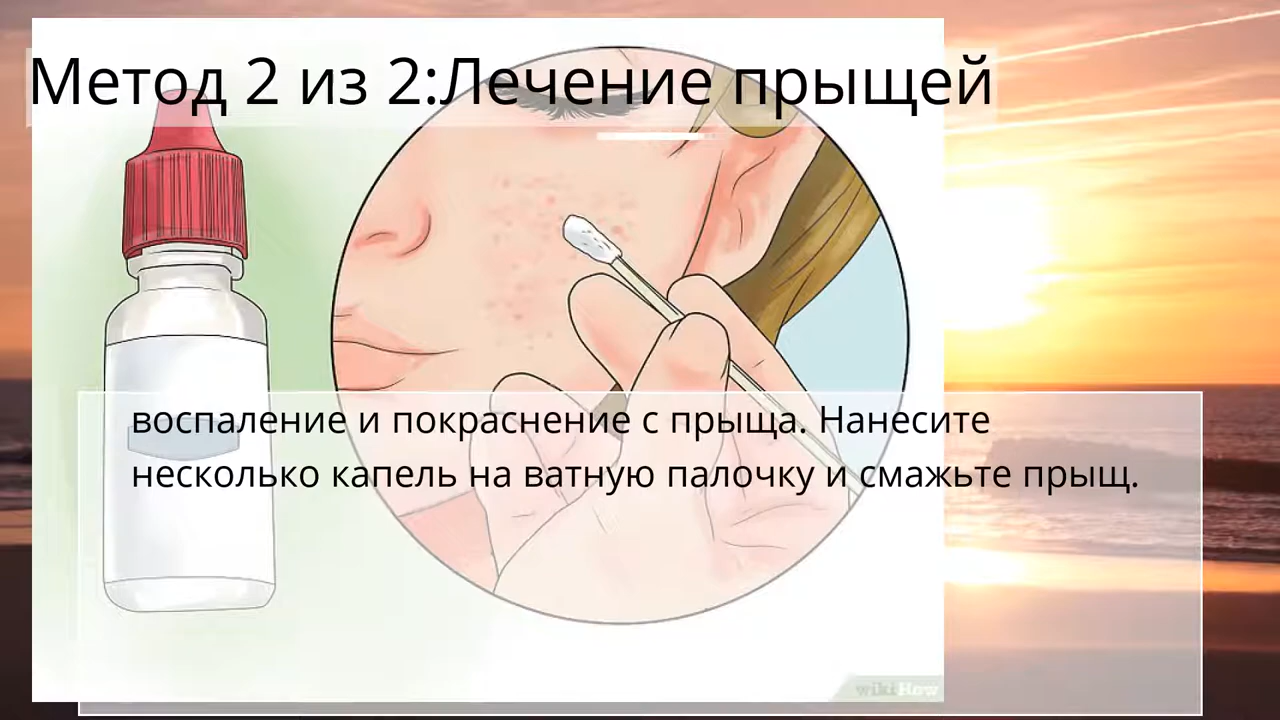 Метод 2 из 2:Лечение прыщей
воспаление и покраснение с прыща. Нанесите
несколько капель на ватную палочку и смажьте прыщ.
wikiHow